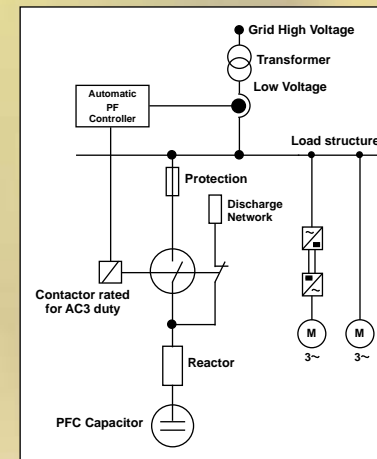 Grid High Voltage
Transformer
Low Voltage
Automatic
PF
Controller
Load structure
Protection
Discharge
Network
Contactor rated
for AC3 duty
M
3~
M
3~
Reactor
PFC Capacitor